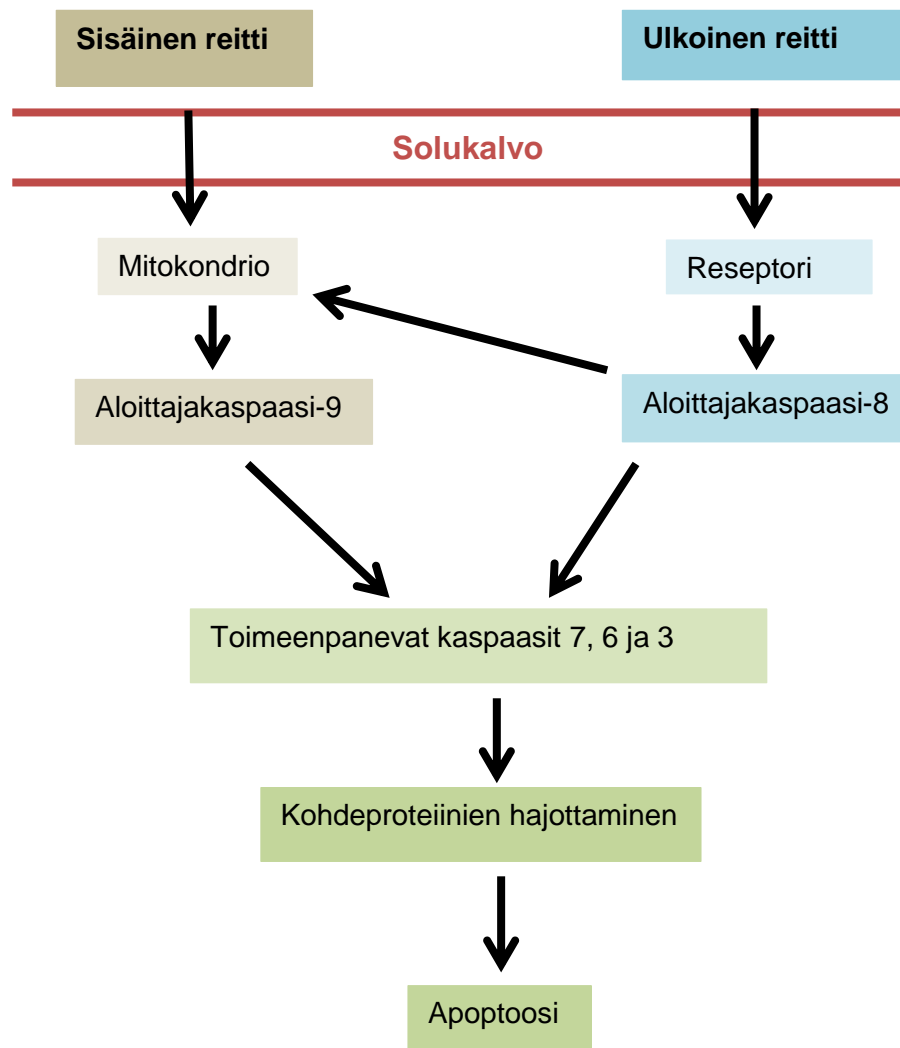 Sisäinen reitti
Ulkoinen reitti
Solukalvo
Mitokondrio
Reseptori
Aloittajakaspaasi-9
Aloittajakaspaasi-8
Toimeenpanevat kaspaasit 7, 6 ja 3
Kohdeproteiinien hajottaminen
Apoptoosi